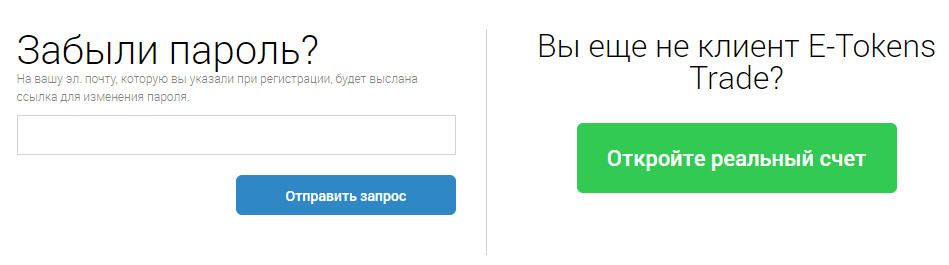 Забыли пароль?
На вашу эл. почту, которую вы указали при регистрации, будет выслана
ссылка для изменения пароля.
Отправить запрос
Вы еще не клиент E-Tokens
Trade?
Откройте реальный счет